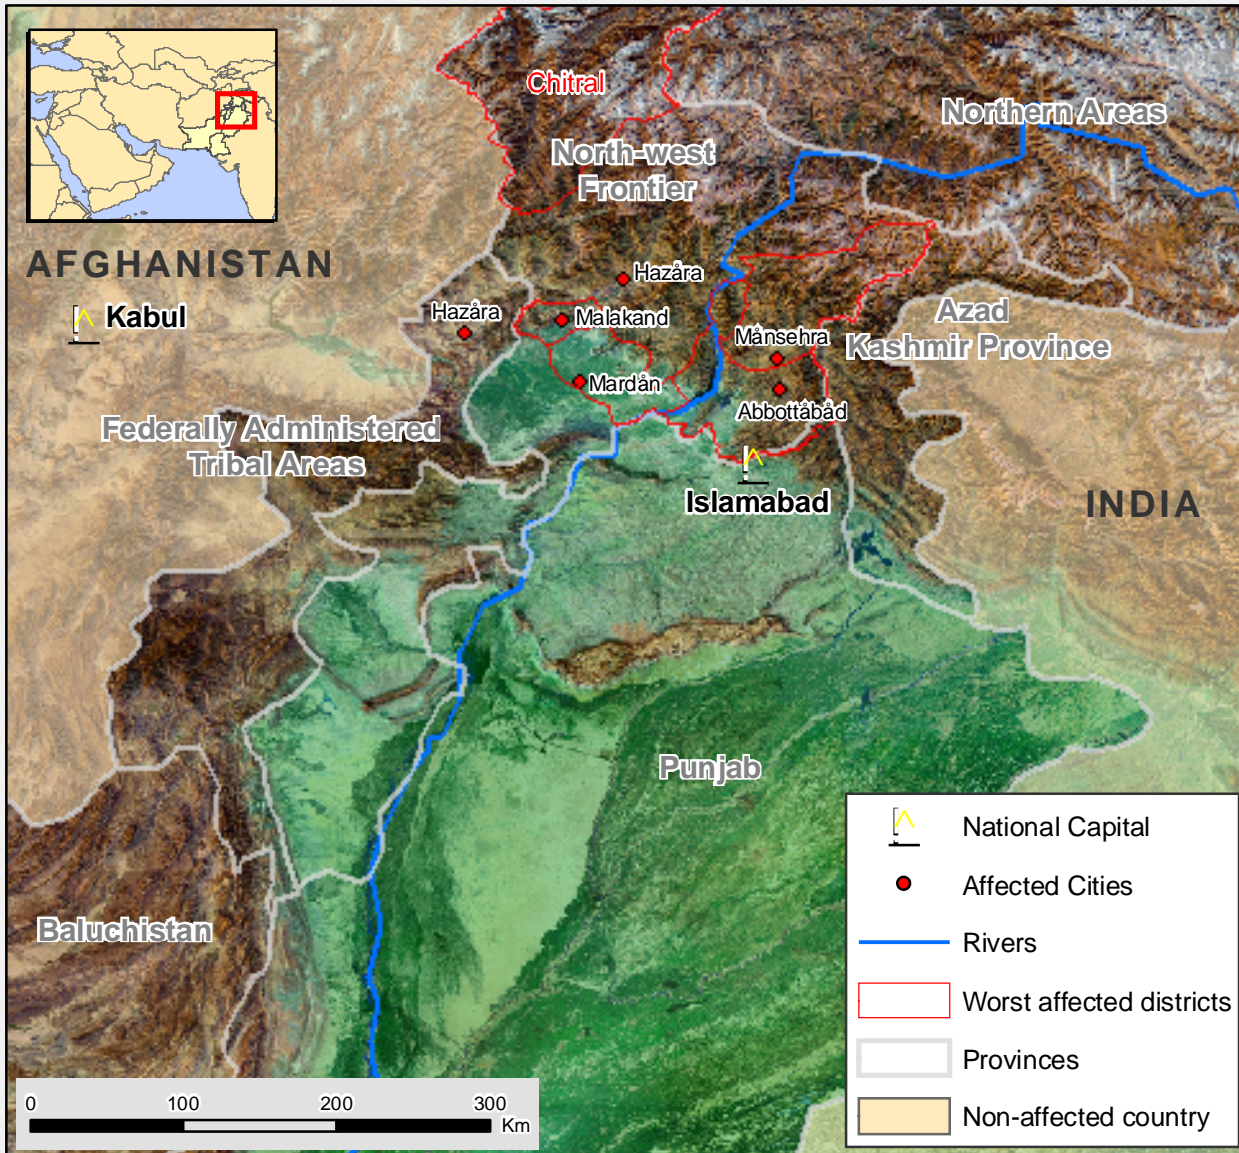 Chitral
Northern Areas
North-west
Frontier
AFGHANISTAN
Hazåra
Kabul
Hazåra
Malakand
Azad
Kashmir Province
Månsehra
Mardån
Abbottåbåd
Federally Administered
Tribal Areas
Islamabad
INDIA
Punjab
Baluchistan
National Capital
Affected Cities
Rivers
Worst affected districts
Provinces
Non-affected country
0 100 200 300
Km